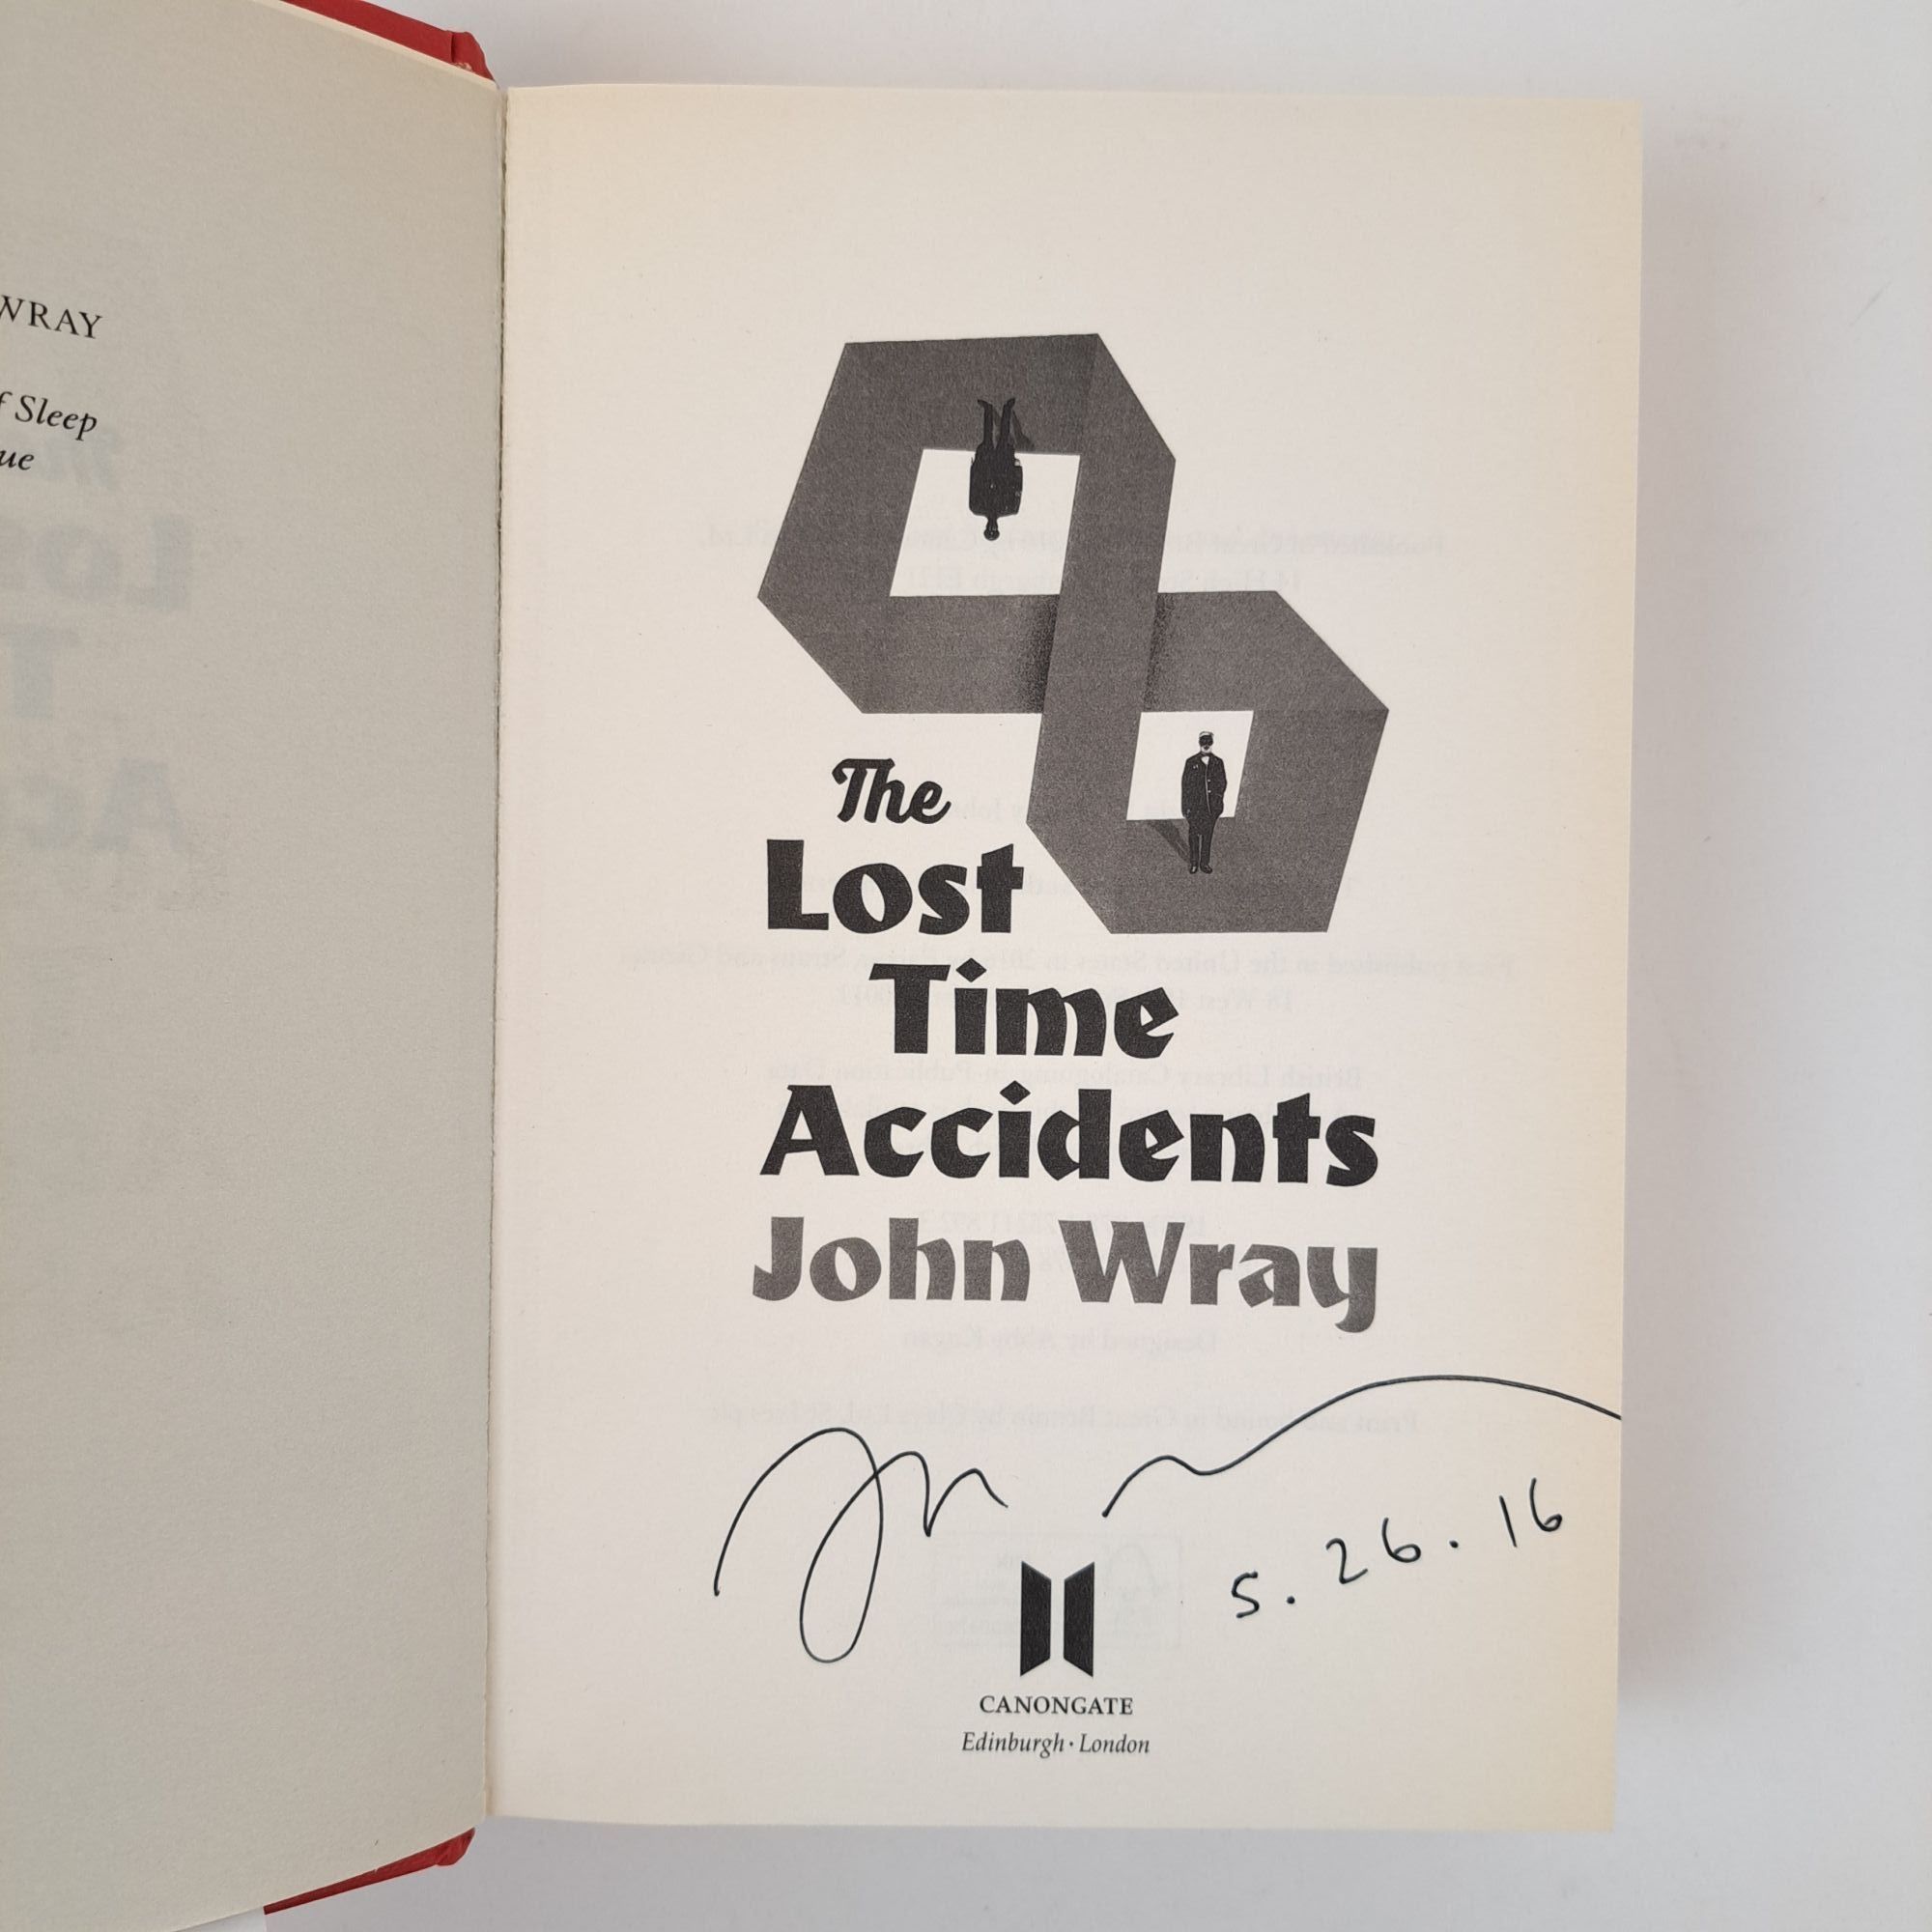 WRAY
f Sleep
ue
The
Lost
Time
Accidents
John Wray
5.26.16
CANONGATE
Edinburgh · London